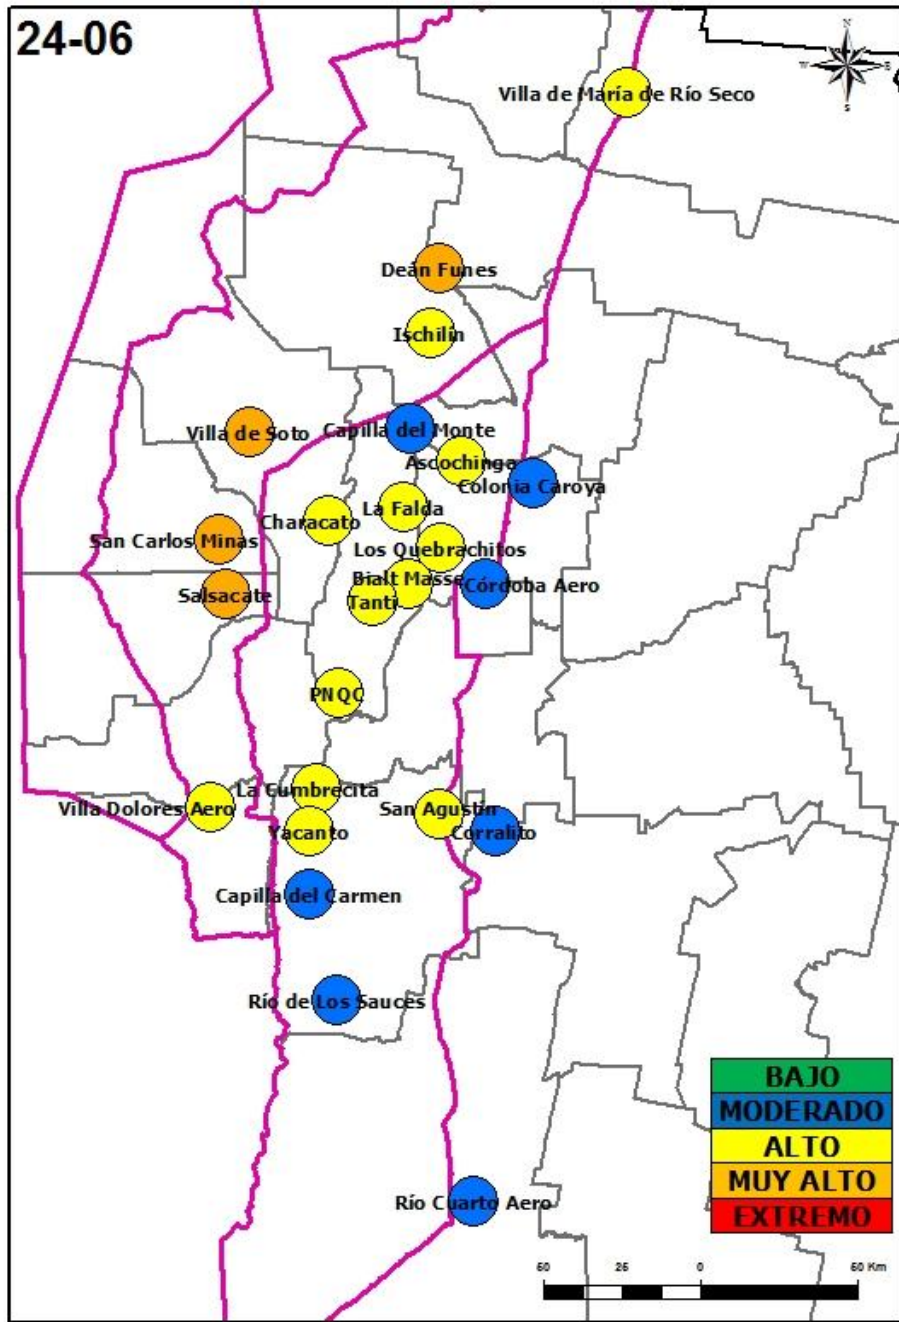 24-06
N
W
E
S
Villa de María de Río Seco
Deán Funes
Ischilín
Villa de Soto
Capilla del Monte
Ascochinga
Colonia Caroya
La Falda
Characato
San Carlos Minas
Los Quebrachitos
Bialt Masse
Córdoba Aero
Salsacate
Tanti
PNQC
La Cumbrecita
Villa Dolores Aero
San Agustín
Yacanto
Corralito
Capilla del Carmen
Río de Los Sauces
Río Cuarto Aero
BAJO
MODERADO
ALTO
MUY ALTO
EXTREMO
50 25 0 50 Km